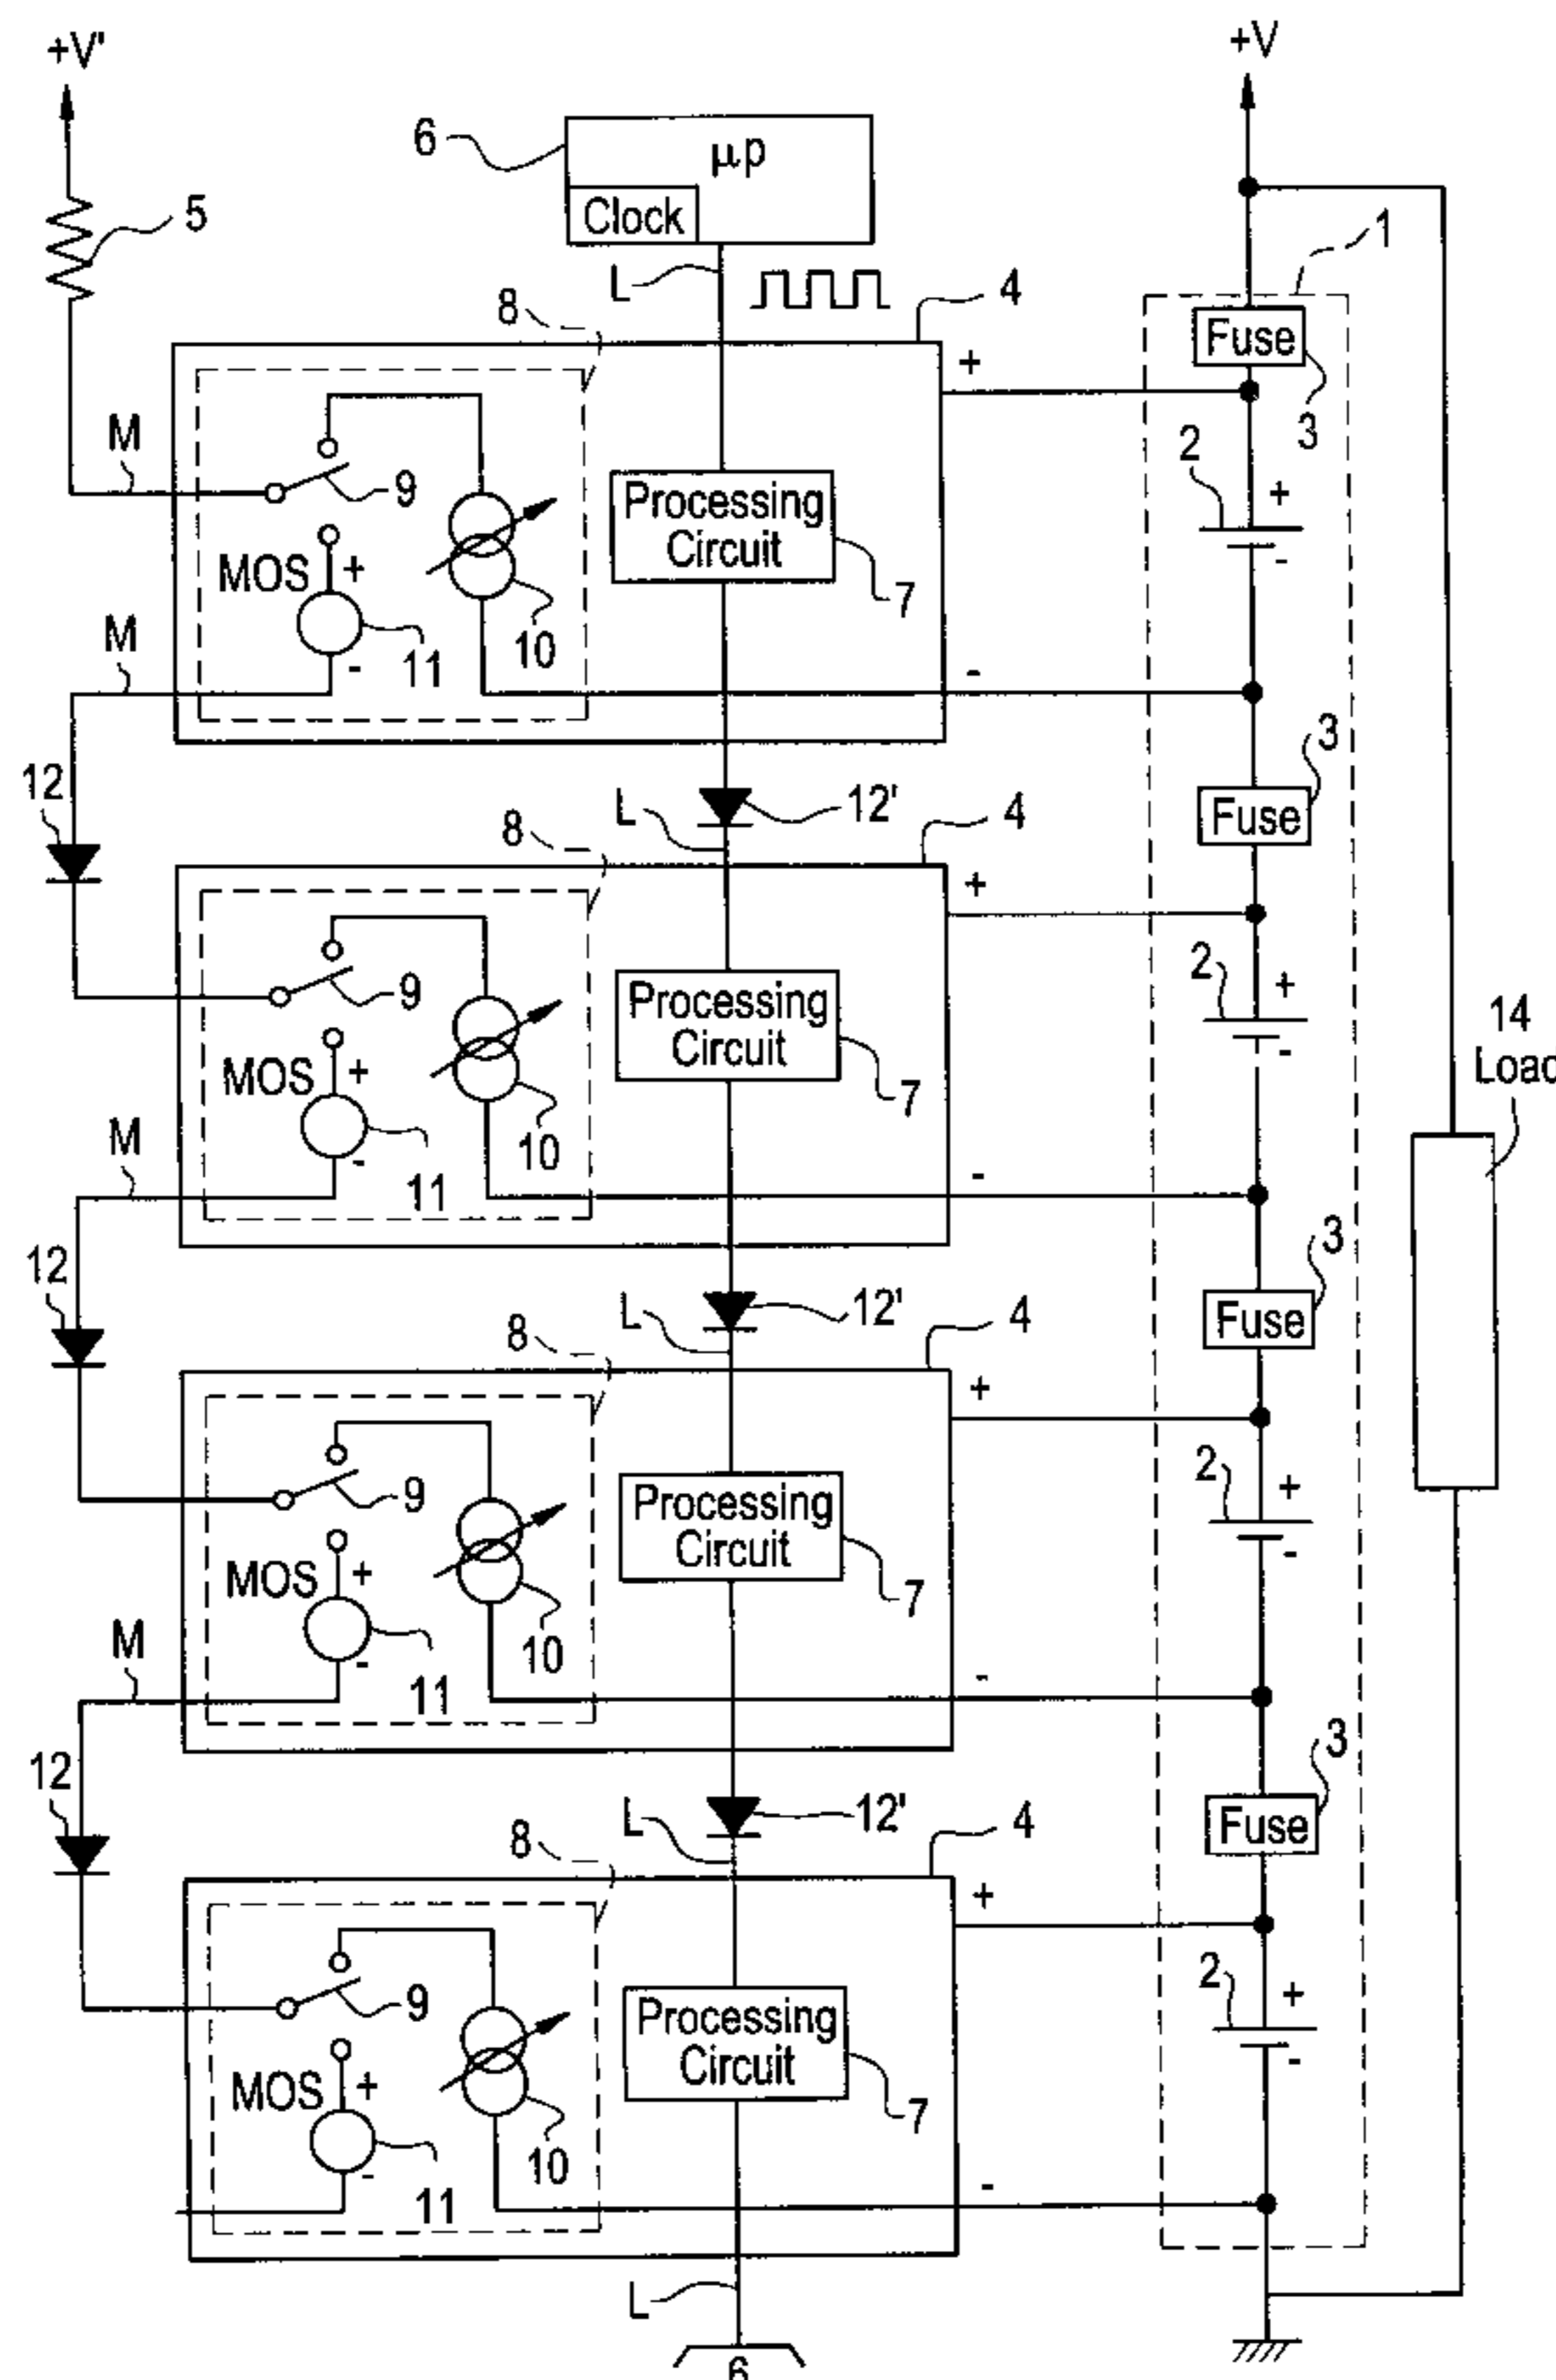 +V'
+V
6
μp
Clock
5
1
L
8
4
Fuse
+
3
M
2
9
+
Processing
Circuit
MOS
+
-
7
10
M
11
-
-
3
12
L
12'
Fuse
8
4
+
2
+
9
Processing
Circuit
-
14
Load
MOS
+
7
10
M
-
11
-
3
12
L
12'
8
4
Fuse
+
2
+
9
Processing
Circuit
-
MOS
+
7
10
M
-
11
-
3
12
L
12'
Fuse
8
4
+
2
+
9
Processing
Circuit
-
MOS
+
7
10
-
11
-
L
6